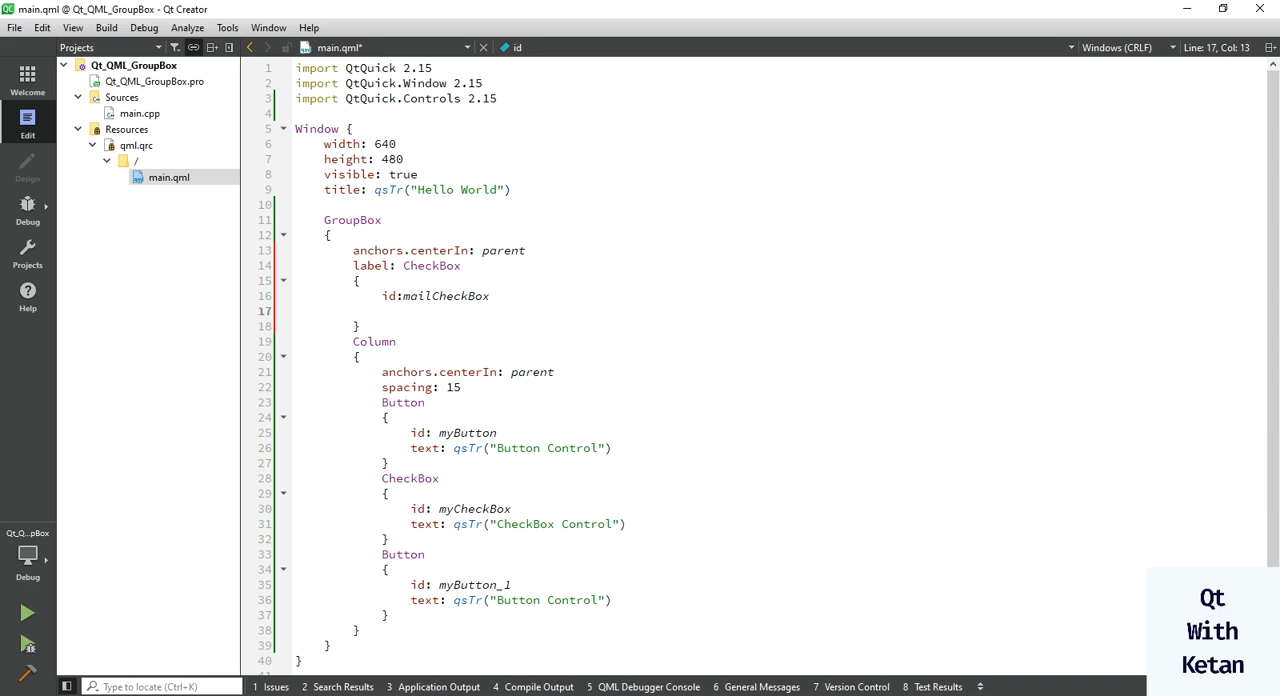 main.qml @ Qt_QML_GroupBox - Qt Creator
File Edit View Build Debug Analyze Tools Window Help
Projects main.qml* id Windows (CRLF) Line: 17, Col: 13
Welcome
Edit
Design
Debug
Projects
Help
Qt_Q...pBox
Debug
Qt_QML_GroupBox
Qt_QML_GroupBox.pro
Sources
main.cpp
Resources
qml.qrc
/
main.qml
1 import QtQuick 2.15
2 import QtQuick.Window 2.15
3 import QtQuick.Controls 2.15
4
5 Window {
6 width: 640
7 height: 480
8 visible: true
9 title: qsTr("Hello World")
10
11 GroupBox
12 {
13 anchors.centerIn: parent
14 label: CheckBox
15 {
16 id:mailCheckBox
17
18 }
19 Column
20 {
21 anchors.centerIn: parent
22 spacing: 15
23 Button
24 {
25 id: myButton
26 text: qsTr("Button Control")
27 }
28 CheckBox
29 {
30 id: myCheckBox
31 text: qsTr("CheckBox Control")
32 }
33 Button
34 {
35 id: myButton_1
36 text: qsTr("Button Control")
37 }
38 }
39 }
40 }
41
Qt
With
Ketan
Type to locate (Ctrl+K) 1 Issues 2 Search Results 3 Application Output 4 Compile Output 5 QML Debugger Console 6 General Messages 7 Version Control 8 Test Results